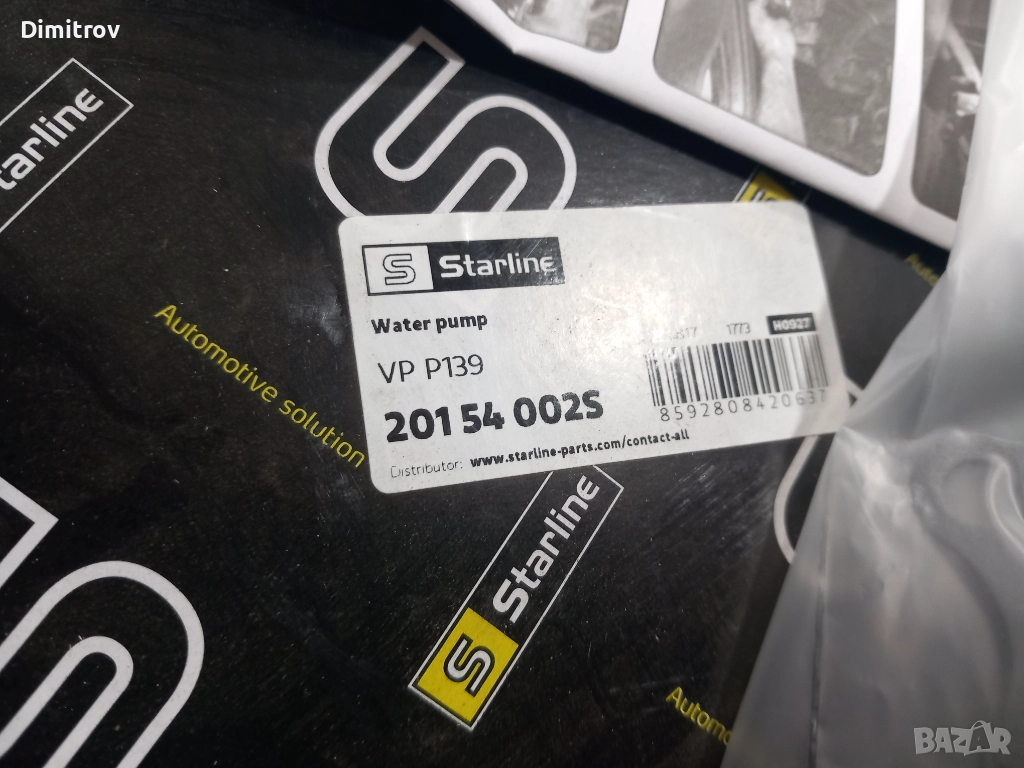 Dimitrov
Starline
Water pump
VP P139
201 54 002S
1773 H0927
8592808420637
Distributor: www.starline-parts.com/contact-all
Automotive solution
Starline
BAZAR